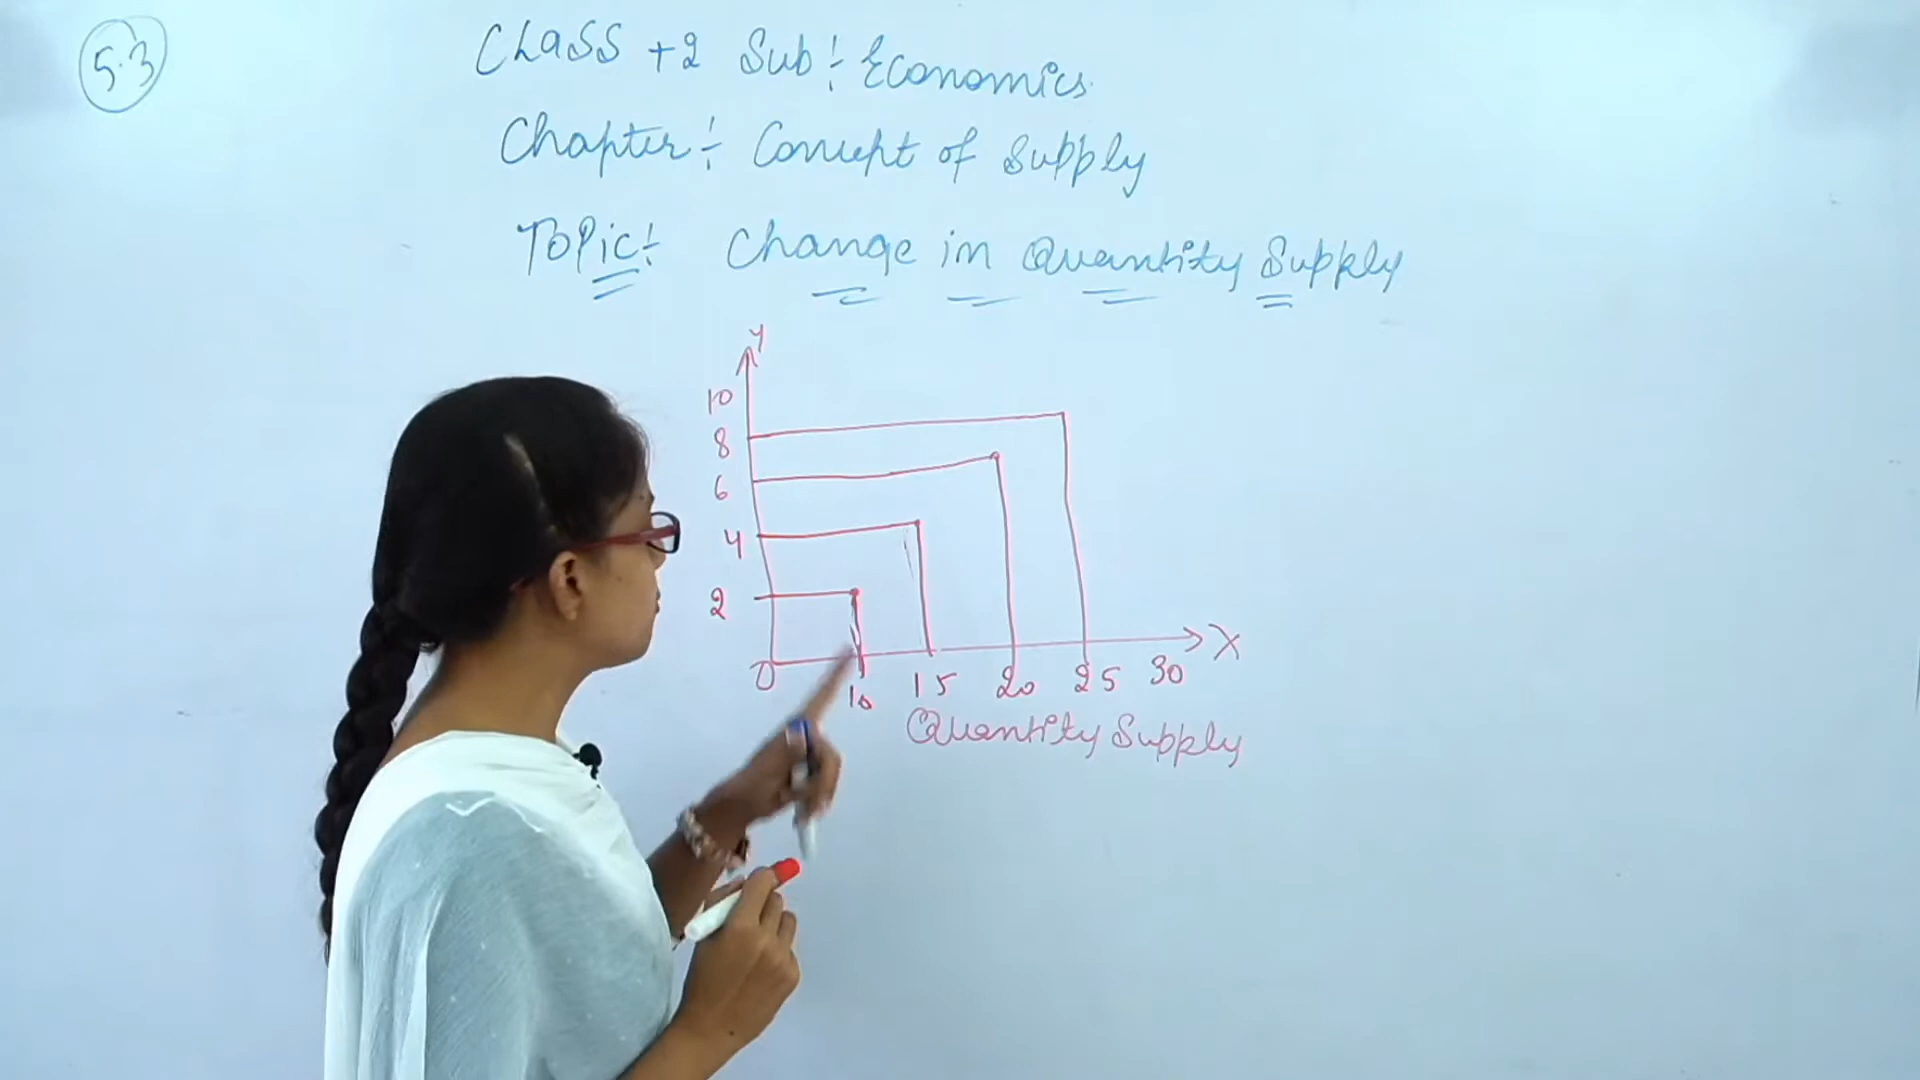 5.3
Class +2 Sub:- Economics
Chapter:- Concept of Supply
Topic:- Change in Quantity Supply
Y
10
8
6
4
2
0 10 15 20 25 30 X
Quantity Supply